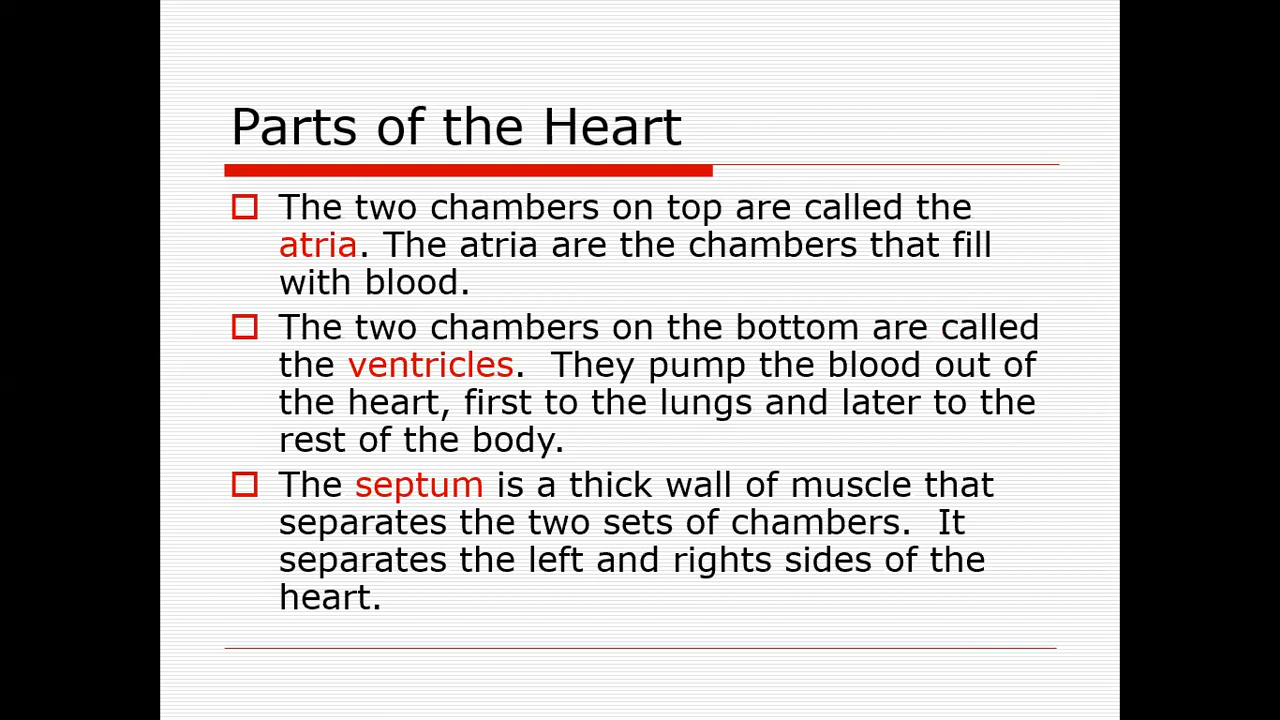 Parts of the Heart
The two chambers on top are called the
atria. The atria are the chambers that fill
with blood.
The two chambers on the bottom are called
the ventricles.  They pump the blood out of
the heart, first to the lungs and later to the
rest of the body.
The septum is a thick wall of muscle that
separates the two sets of chambers.  It
separates the left and rights sides of the
heart.